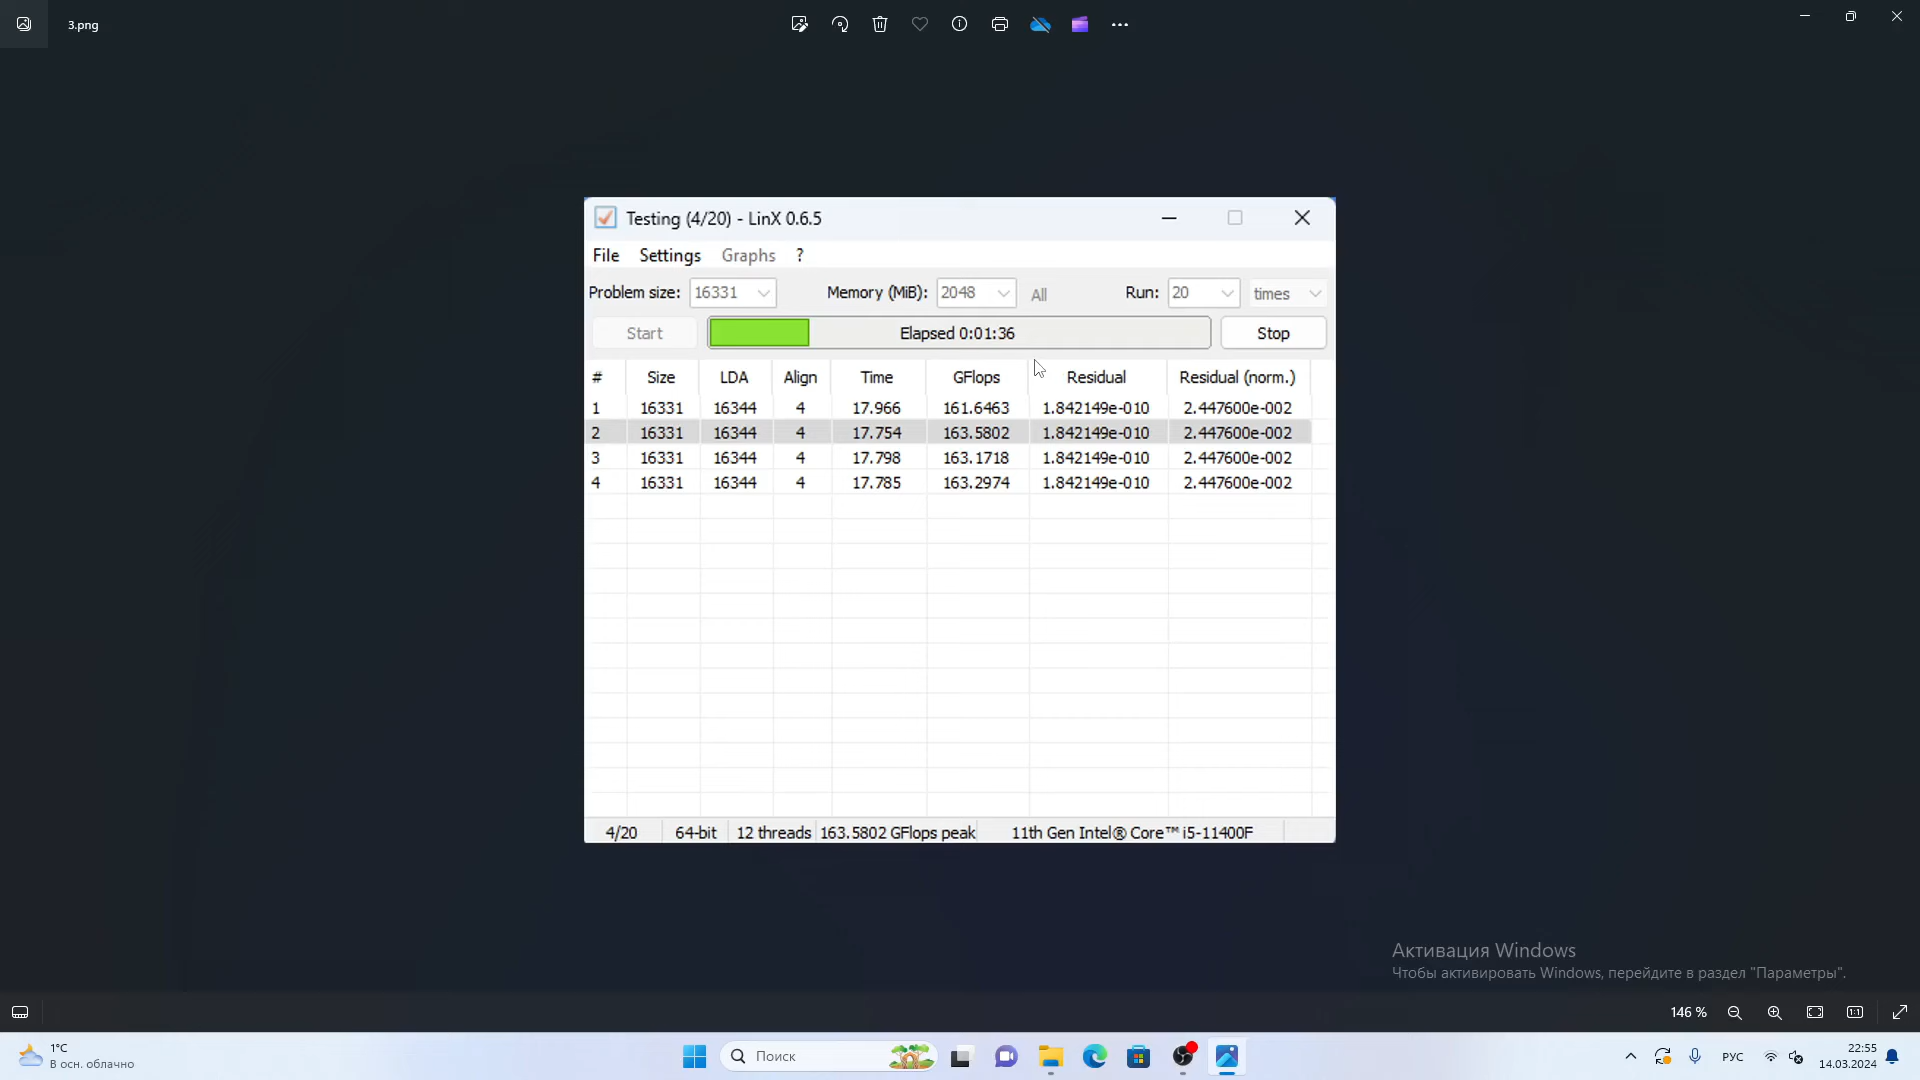 3.png
Testing (4/20) - LinX 0.6.5
File Settings Graphs ?
Problem size: 16331 Memory (MiB): 2048 All Run: 20 times
Start Elapsed 0:01:36 Stop
# Size LDA Align Time GFlops Residual Residual (norm.)
1 16331 16344 4 17.966 161.6463 1.842149e-010 2.447600e-002
2 16331 16344 4 17.754 163.5802 1.842149e-010 2.447600e-002
3 16331 16344 4 17.798 163.1718 1.842149e-010 2.447600e-002
4 16331 16344 4 17.785 163.2974 1.842149e-010 2.447600e-002
4/20 64-bit 12 threads 163.5802 GFlops peak 11th Gen Intel® Core™ i5-11400F
Активация Windows
Чтобы активировать Windows, перейдите в раздел "Параметры".
146 % 1:1
1°C
В осн. облачно
Поиск
РУС
22:55
14.03.2024